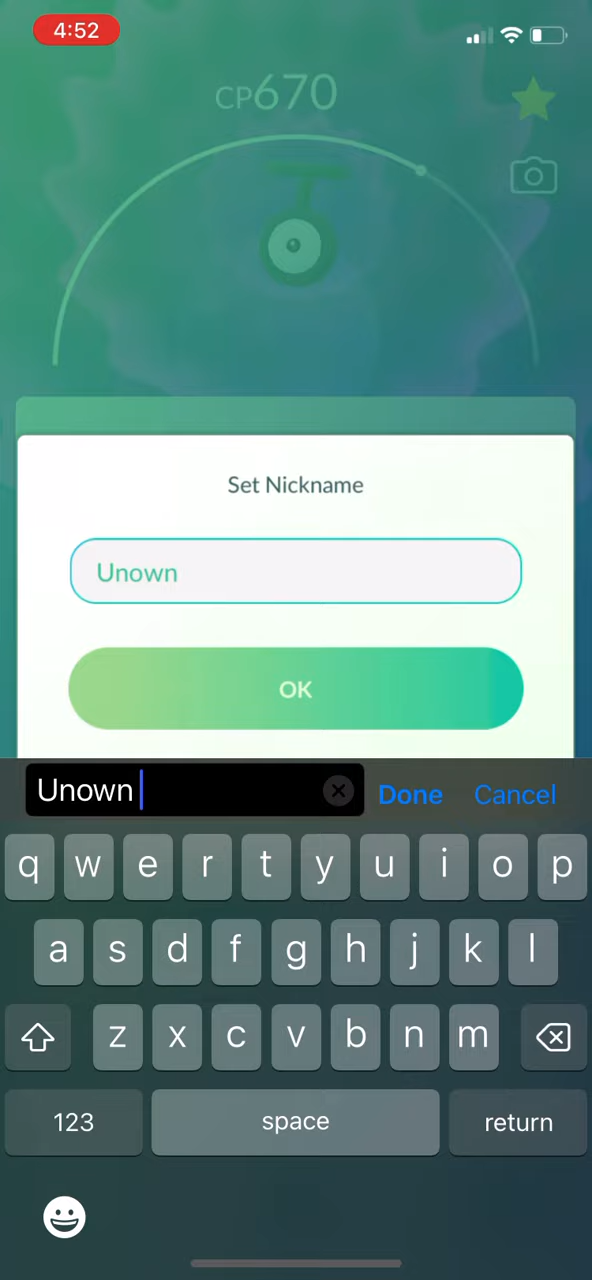 4:52
CP670
Set Nickname
Unown
OK
Unown
Done
Cancel
q w e r t y u i o p
a s d f g h j k l
z x c v b n m
123 space return